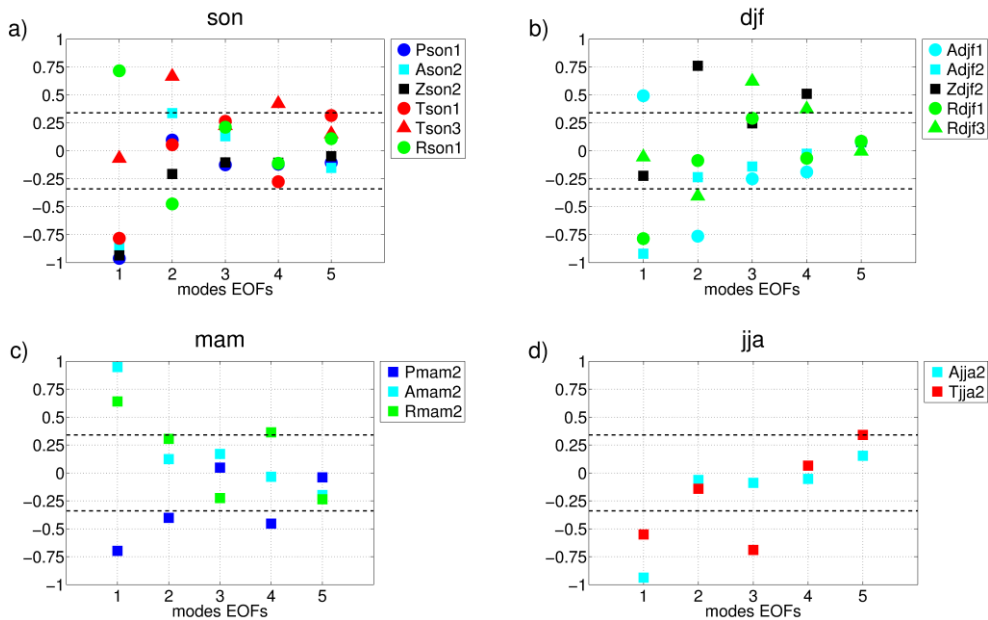 son
a)
1
0.75
0.5
0.25
0
−0.25
−0.5
−0.75
−1
1 2 3 4 5
modes EOFs
Pson1
Ason2
Zson2
Tson1
Tson3
Rson1
djf
b)
1
0.75
0.5
0.25
0
−0.25
−0.5
−0.75
−1
1 2 3 4 5
modes EOFs
Adjf1
Adjf2
Zdjf2
Rdjf1
Rdjf3
mam
c)
1
0.75
0.5
0.25
0
−0.25
−0.5
−0.75
−1
1 2 3 4 5
modes EOFs
Pmam2
Amam2
Rmam2
jja
d)
1
0.75
0.5
0.25
0
−0.25
−0.5
−0.75
−1
1 2 3 4 5
modes EOFs
Ajja2
Tjja2